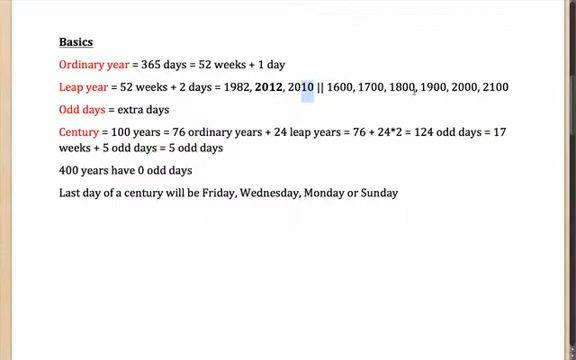 Basics
Ordinary year = 365 days = 52 weeks + 1 day
Leap year = 52 weeks + 2 days = 1982, 2012, 2010 || 1600, 1700, 1800, 1900, 2000, 2100
Odd days = extra days
Century = 100 years = 76 ordinary years + 24 leap years = 76 + 24*2 = 124 odd days = 17
weeks + 5 odd days = 5 odd days
400 years have 0 odd days
Last day of a century will be Friday, Wednesday, Monday or Sunday